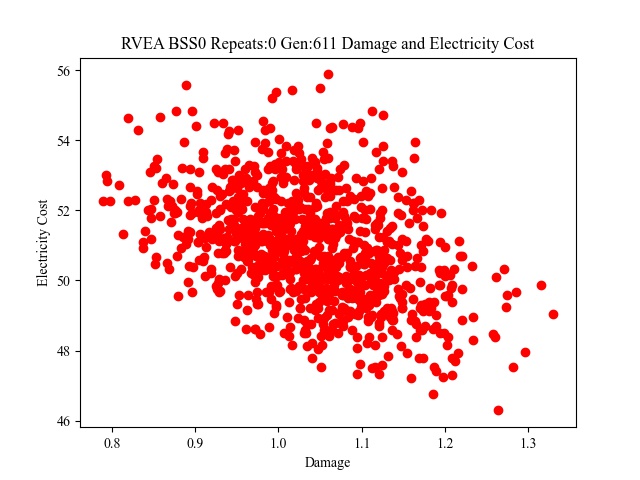 RVEA BSS0 Repeats:0 Gen:611 Damage and Electricity Cost
56
54
52
50
48
46
Electricity Cost
0.8 0.9 1.0 1.1 1.2 1.3
Damage